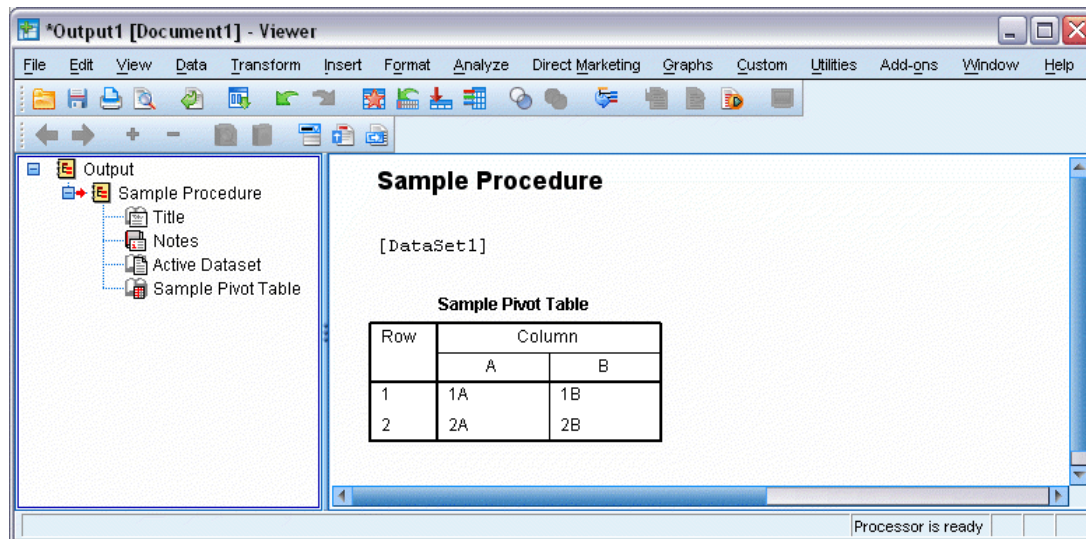 *Output1 [Document1] - Viewer
File Edit View Data Transform Insert Format Analyze Direct Marketing Graphs Custom Utilities Add-ons Window Help
Output
Sample Procedure
Title
Notes
Active Dataset
Sample Pivot Table
Sample Procedure
[DataSet1]
Sample Pivot Table
Row Column
A B
1 1A 1B
2 2A 2B
Processor is ready